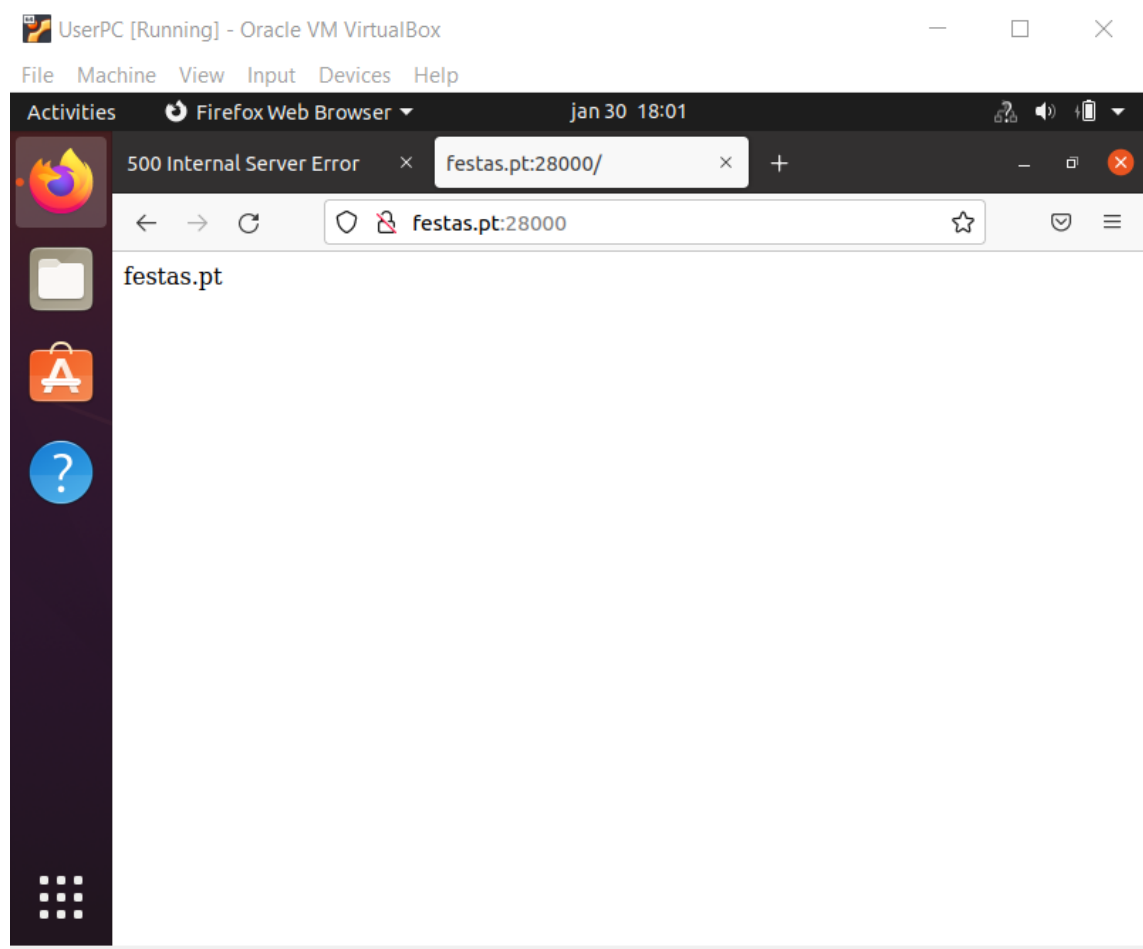 UserPC [Running] - Oracle VM VirtualBox
File Machine View Input Devices Help
Activities Firefox Web Browser jan 30 18:01
500 Internal Server Error festas.pt:28000/
festas.pt:28000
festas.pt